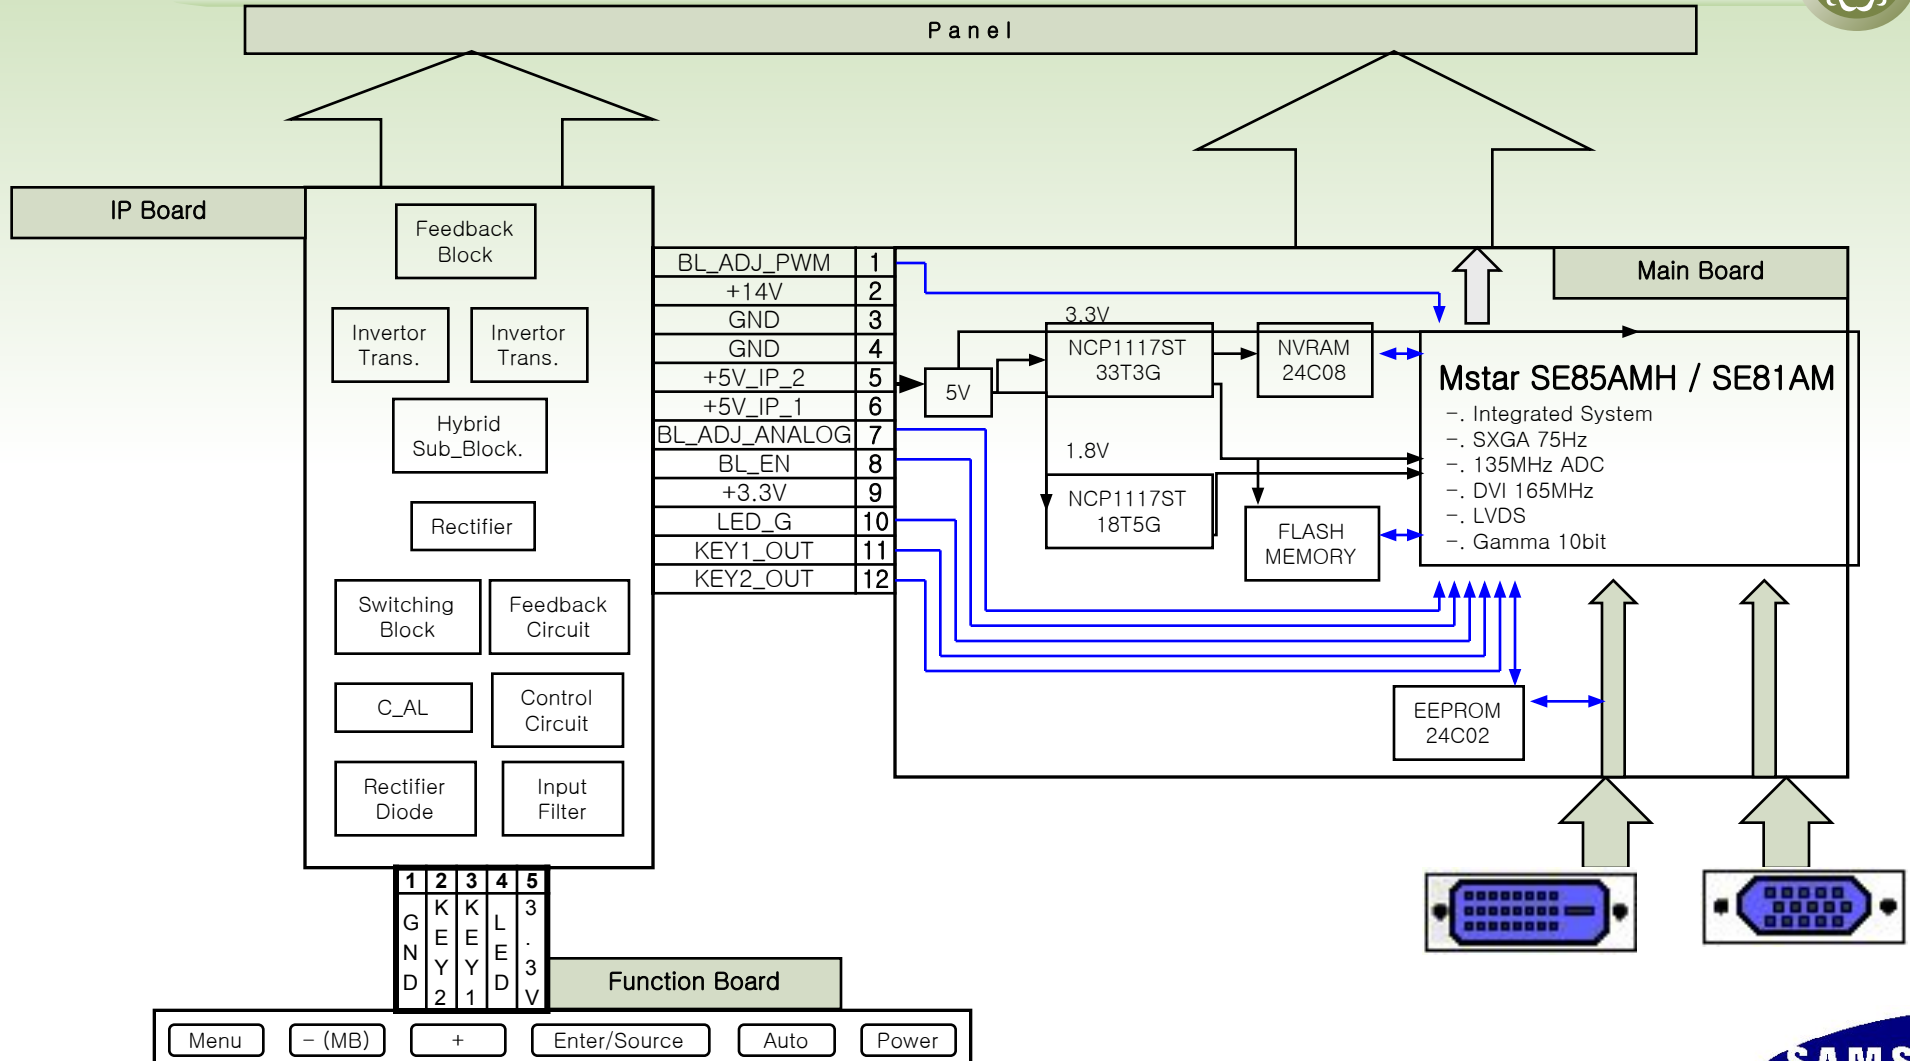 Panel
IP Board
Feedback
Block
Invertor
Trans.
Invertor
Trans.
Hybrid
Sub_Block.
Rectifier
Switching
Block
Feedback
Circuit
C_AL
Control
Circuit
Rectifier
Diode
Input
Filter
BL_ADJ_PWM 1
+14V 2
GND 3
GND 4
+5V_IP_2 5
+5V_IP_1 6
BL_ADJ_ANALOG 7
BL_EN 8
+3.3V 9
LED_G 10
KEY1_OUT 11
KEY2_OUT 12
Main Board
5V
3.3V
NCP1117ST
33T3G
NVRAM
24C08
1.8V
NCP1117ST
18T5G
FLASH
MEMORY
Mstar SE85AMH / SE81AM
-. Integrated System
-. SXGA 75Hz
-. 135MHz ADC
-. DVI 165MHz
-. LVDS
-. Gamma 10bit
EEPROM
24C02
1 2 3 4 5
GND
KEY2
KEY1
LED
3.3V
Function Board
Menu
- (MB)
+
Enter/Source
Auto
Power